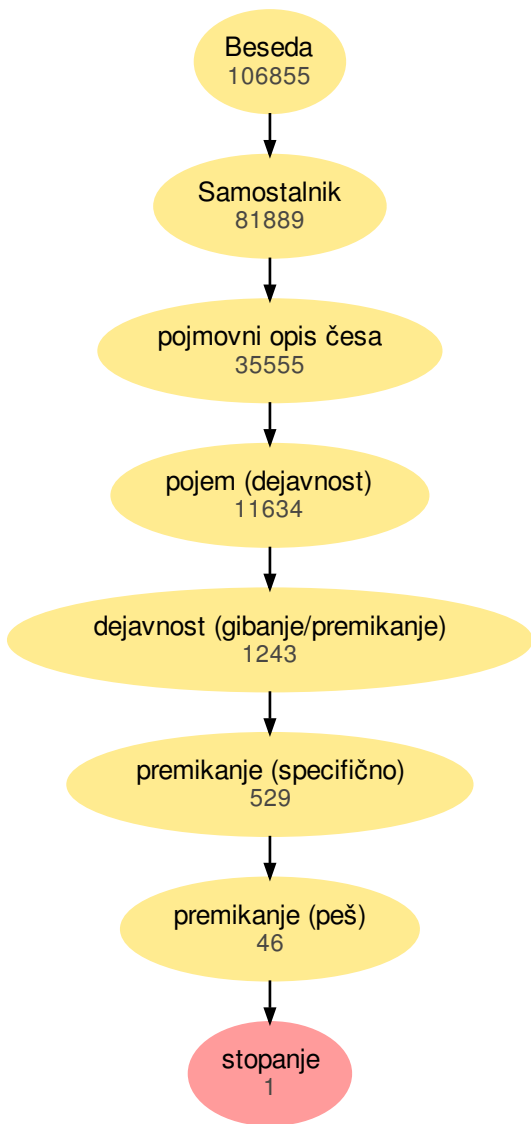 Beseda
106855
Samostalnik
81889
pojmovni opis česa
35555
pojem (dejavnost)
11634
dejavnost (gibanje/premikanje)
1243
premikanje (specifično)
529
premikanje (peš)
46
stopanje
1